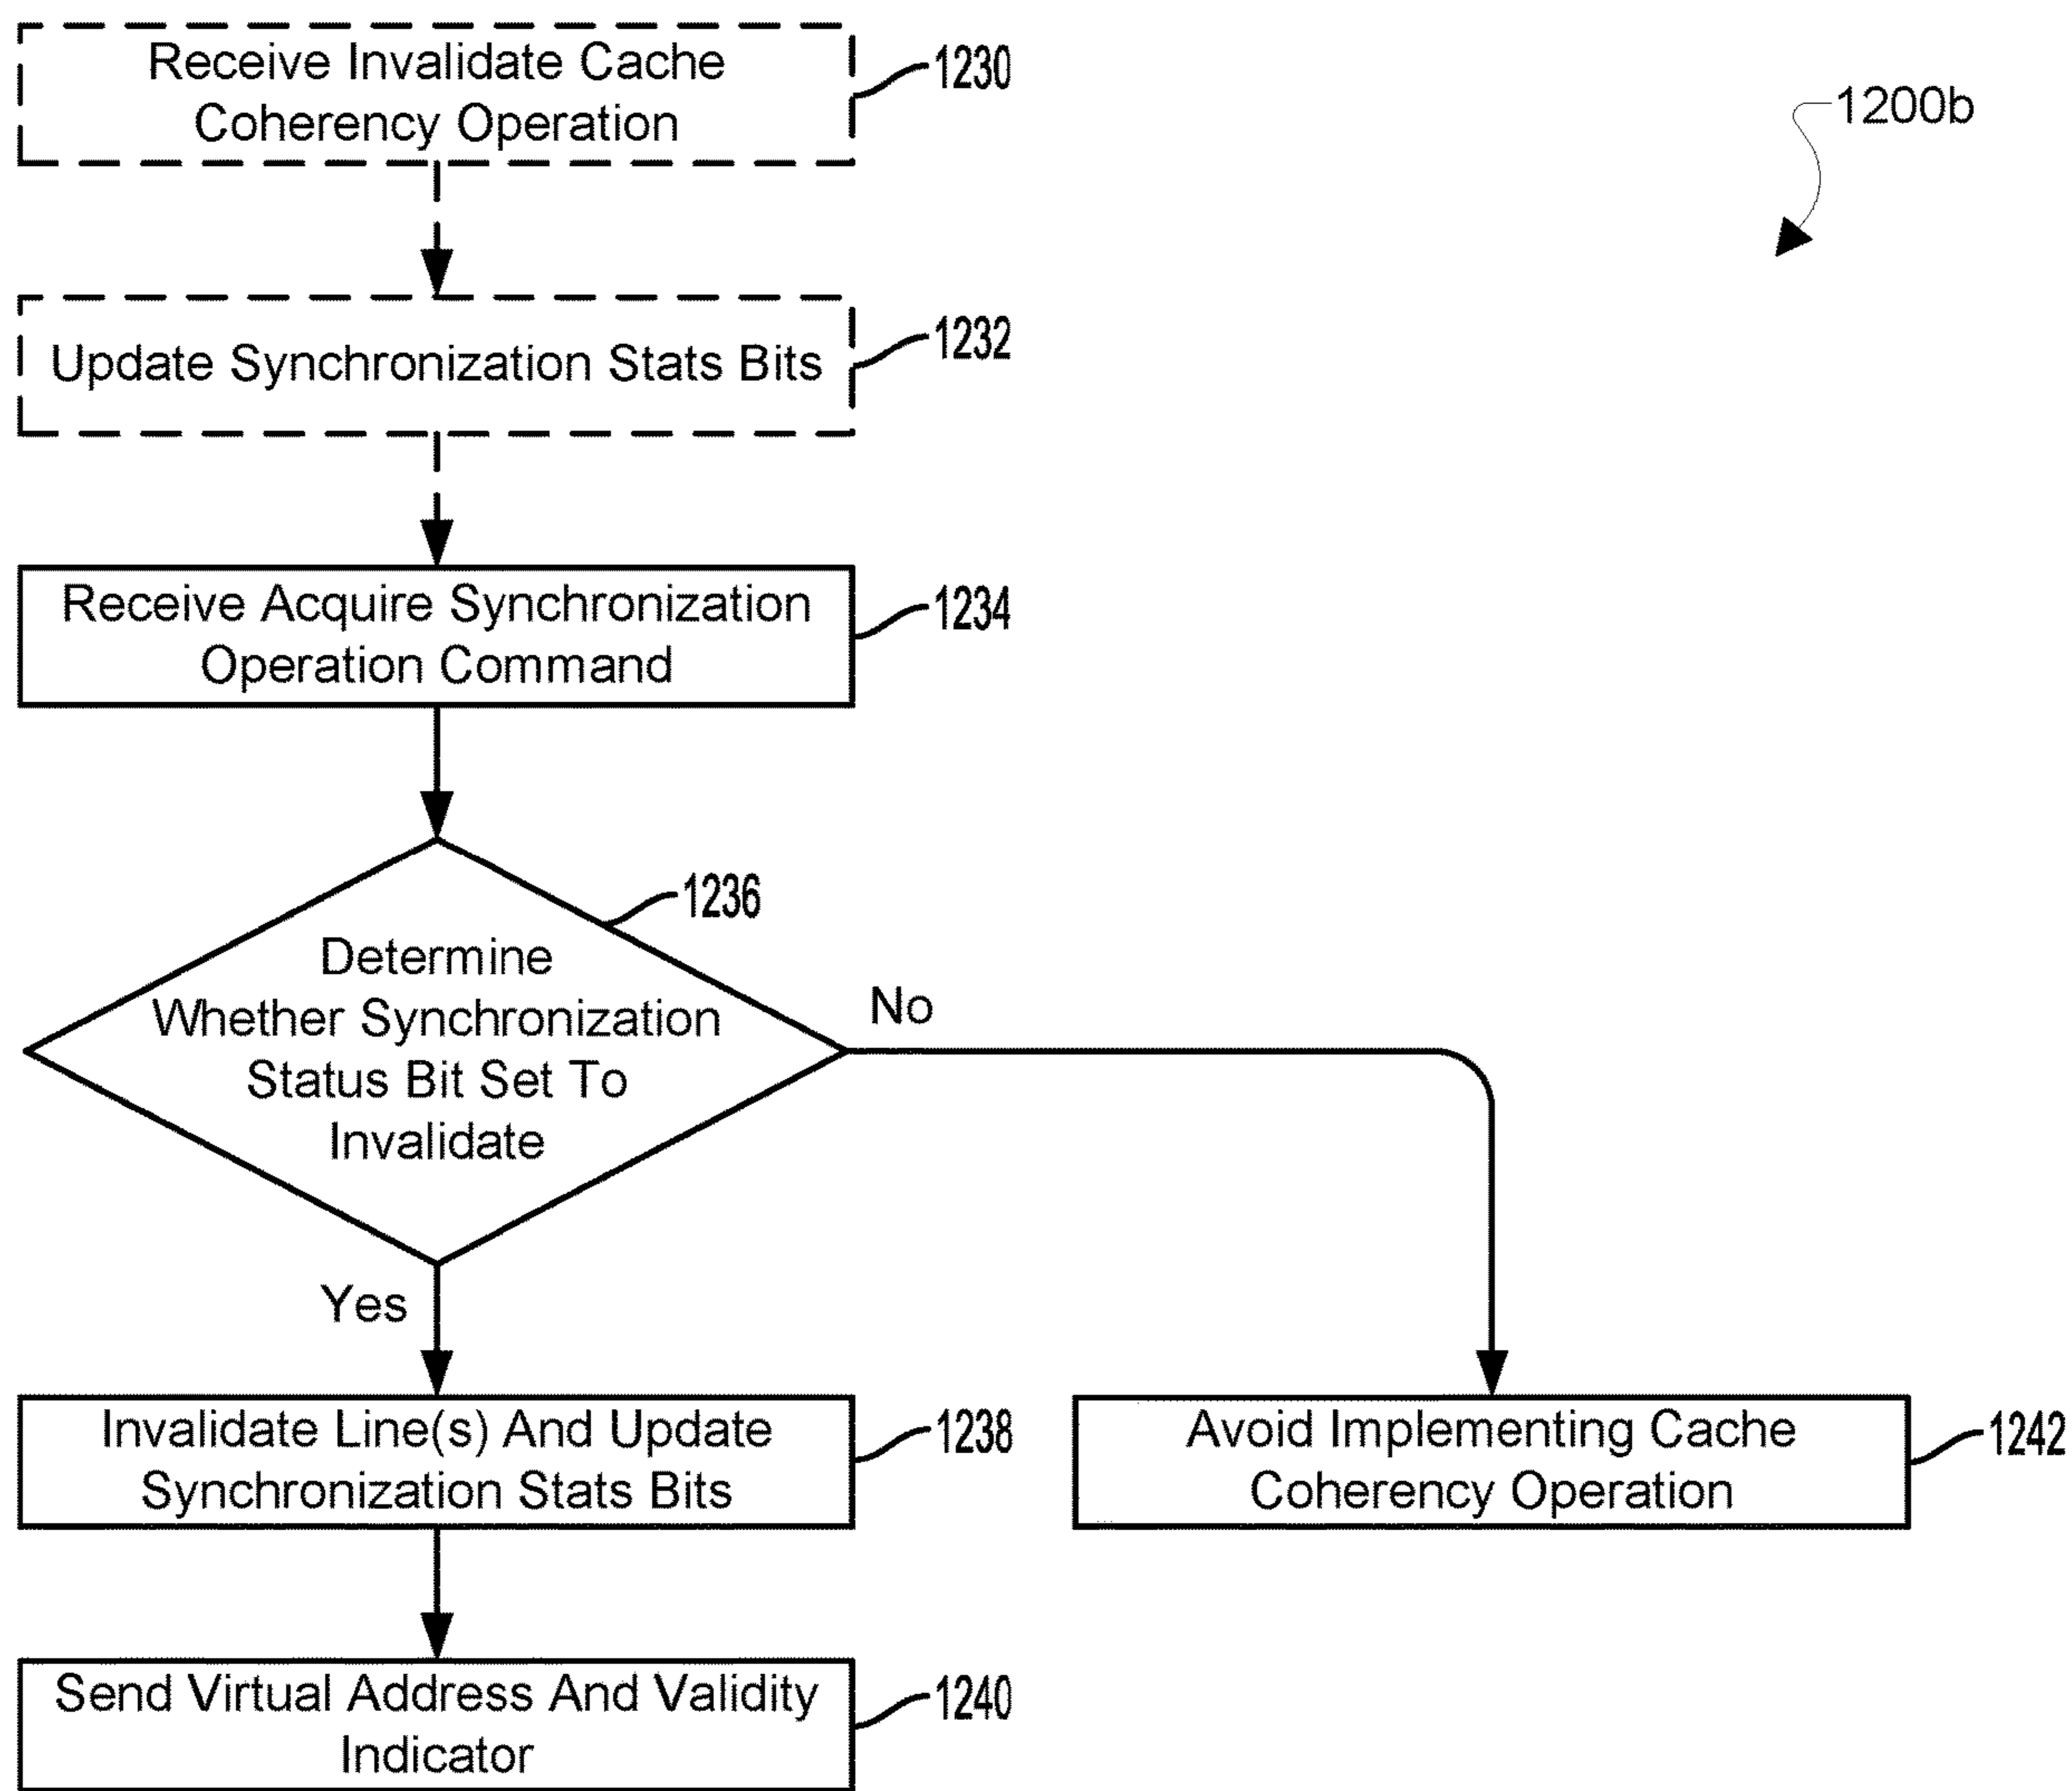 Receive Invalidate Cache
Coherency Operation
1230
1200b
Update Synchronization Stats Bits
1232
Receive Acquire Synchronization
Operation Command
1234
1236
Determine
Whether Synchronization
Status Bit Set To
Invalidate
No
Yes
Invalidate Line(s) And Update
Synchronization Stats Bits
1238
Avoid Implementing Cache
Coherency Operation
1242
Send Virtual Address And Validity
Indicator
1240